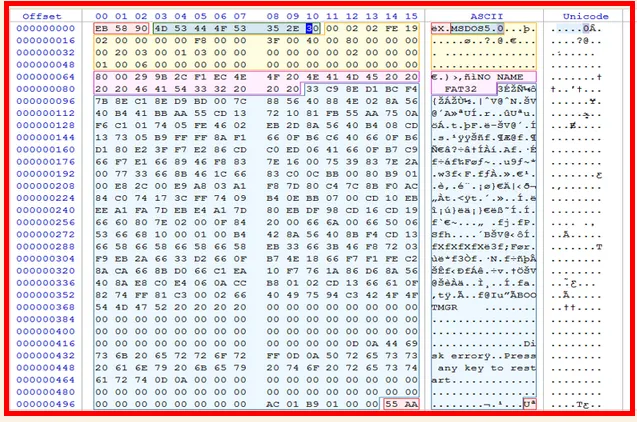 Offset 00 01 02 03 04 05 06 07 08 09 10 11 12 13 14 15 ASCII Unicode
000000000 EB 58 90 4D 53 44 4F 53 35 2E 30 00 02 02 FE 19 ëX.MSDOS5.0...þ.
000000016 02 00 00 00 00 F8 00 00 3F 00 40 00 80 00 00 00 .....ø..?.@.€...
000000032 00 20 03 00 01 03 00 00 00 00 00 00 02 00 00 00 . ..............
000000048 01 00 06 00 00 00 00 00 00 00 00 00 00 00 00 00 ................
000000064 80 00 29 9B 2C F1 EC 4E 4F 20 4E 41 4D 45 20 20 €.)›,ñìNO NAME
000000080 20 20 46 41 54 33 32 20 20 20 33 C9 8E D1 BC F4 FAT32 3ÉŽÑ¼ô
000000096 7B 8E C1 8E D9 BD 00 7C 88 56 40 88 4E 02 8A 56 {ŽÁŽÙ½.|ˆV@ˆN.ŠV
000000112 40 B4 41 BB AA 55 CD 13 72 10 81 FB 55 AA 75 0A @´A»ªUÍ.r..ûUªu.
000000128 F6 C1 01 74 05 FE 46 02 EB 2D 8A 56 40 B4 08 CD öÁ.t.þF.ë-ŠV@´.Í
000000144 13 73 05 B9 FF FF 8A F1 66 0F B6 C6 40 66 0F B6 .s.¹ÿÿŠñf.¶Æ@f.¶
000000160 D1 80 E2 3F F7 E2 86 CD C0 ED 06 41 66 0F B7 C9 Ñ€â?÷â†ÍÀí.Af.·É
000000176 66 F7 E1 66 89 46 F8 83 7E 16 00 75 39 83 7E 2A f÷áf‰Føƒ~..u9ƒ~*
000000192 00 77 33 66 8B 46 1C 66 83 C0 0C BB 00 80 B9 01 .w3f‹F.fƒÀ.».€¹.
000000208 00 E8 2C 00 E9 A8 03 A1 F8 7D 80 C4 7C 8B F0 AC .è,.é¨.¡ø}€Ä|‹ð¬
000000224 84 C0 74 17 3C FF 74 09 B4 0E BB 07 00 CD 10 EB „Àt.<ÿt.´.»..Í.ë
000000240 EE A1 FA 7D EB E4 A1 7D 80 EB DF 98 CD 16 CD 19 î¡ú}ëä¡}€ëß˜Í.Í.
000000256 66 60 80 7E 02 00 0F 84 20 00 66 6A 00 66 50 06 f`€~...„ .fj.fP.
000000272 53 66 68 10 00 01 00 B4 42 8A 56 40 8B F4 CD 13 Sfh....´BŠV@‹ôÍ.
000000288 66 58 66 58 66 58 66 58 EB 33 66 3B 46 F8 72 03 fXfXfXfXë3f;Før.
000000304 F9 EB 2A 66 33 D2 66 0F B7 4E 18 66 F7 F1 FE C2 ùë*f3Òf.·N.f÷ñþÂ
000000320 8A CA 66 8B D0 66 C1 EA 10 F7 76 1A 86 D6 8A 56 ŠÊf‹ÐfÁê.÷v.†ÖŠV
000000336 40 8A E8 C0 E4 06 0A CC B8 01 02 CD 13 66 61 0F @ŠèÀä..Ì¸..Í.fa.
000000352 82 74 FF 81 C3 00 02 66 40 49 75 94 C3 42 4F 4F ‚tÿ.Ã..f@Iu”ÃBOO
000000368 54 4D 47 52 20 20 20 20 00 00 00 00 00 00 00 00 TMGR ........
000000384 00 00 00 00 00 00 00 00 00 00 00 00 00 00 00 00 ................
000000400 00 00 00 00 00 00 00 00 00 00 00 00 00 00 00 00 ................
000000416 00 00 00 00 00 00 00 00 00 00 00 00 0D 0A 44 69 ..............Di
000000432 73 6B 20 65 72 72 6F 72 FF 0D 0A 50 72 65 73 73 sk errorÿ..Press
000000448 20 61 6E 79 20 6B 65 79 20 74 6F 20 72 65 73 74 any key to rest
000000464 61 72 74 0D 0A 00 00 00 00 00 00 00 00 00 00 00 art.............
000000480 00 00 00 00 00 00 00 00 00 00 00 00 00 00 00 00 ................
000000496 00 00 00 00 00 00 00 00 AC 01 B9 01 00 00 55 AA ........¬.¹...Uª